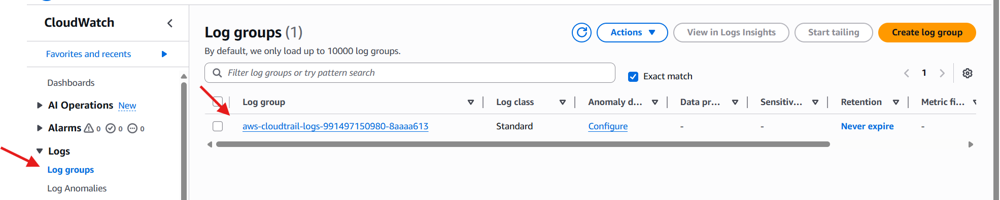 CloudWatch
Favorites and recents
Dashboards
AI Operations New
Alarms 0 0 0
Logs
Log groups
Log Anomalies
Log groups (1)
Actions
View in Logs Insights
Start tailing
Create log group
By default, we only load up to 10000 log groups.
Filter log groups or try pattern search
Exact match
1
Log group
Log class
Anomaly d...
Data pr...
Sensitiv...
Retention
Metric fi...
aws-cloudtrail-logs-991497150980-8aaaa613
Standard
Configure
-
-
Never expire
-